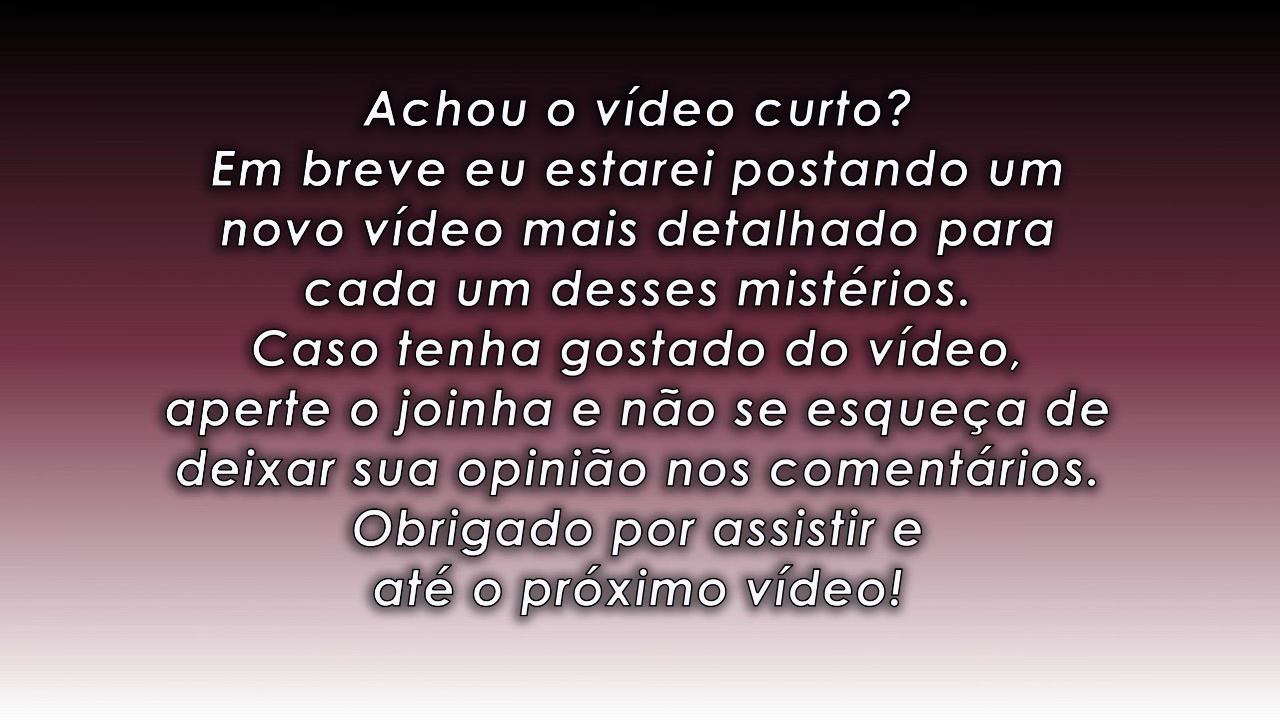 Achou o vídeo curto?
Em breve eu estarei postando um
novo vídeo mais detalhado para
cada um desses mistérios.
Caso tenha gostado do vídeo,
aperte o joinha e não se esqueça de
deixar sua opinião nos comentários.
Obrigado por assistir e
até o próximo vídeo!